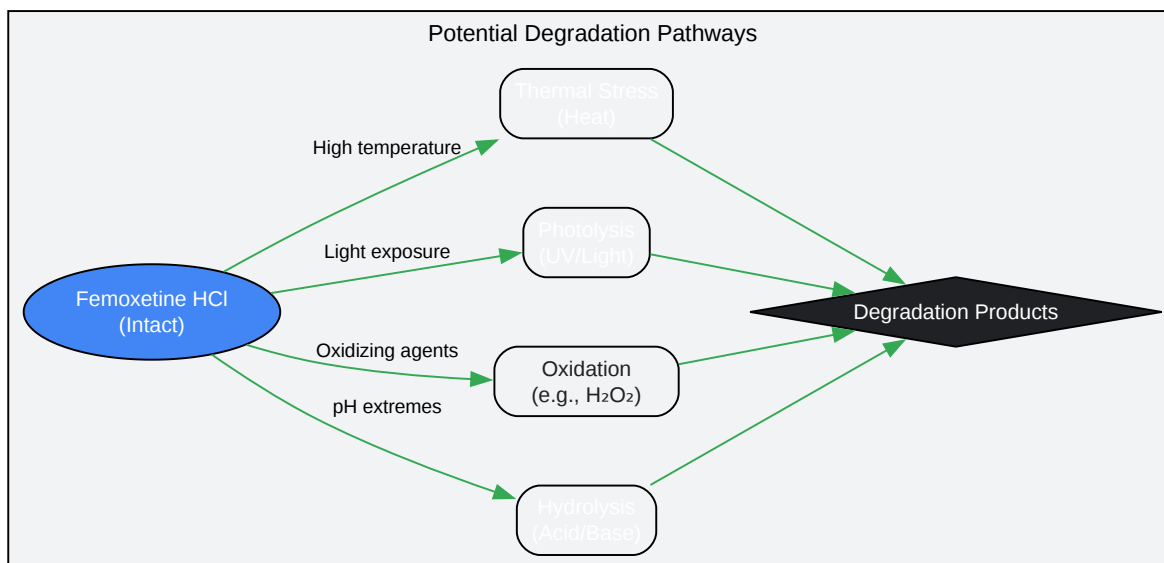 Potential Degradation Pathways
Thermal Stress
(Heat)
High temperature
Photolysis
(UV/Light)
Light exposure
Femoxetine HCl
(Intact)
Degradation Products
Oxidizing agents
Oxidation
(e.g., H₂O₂)
pH extremes
Hydrolysis
(Acid/Base)